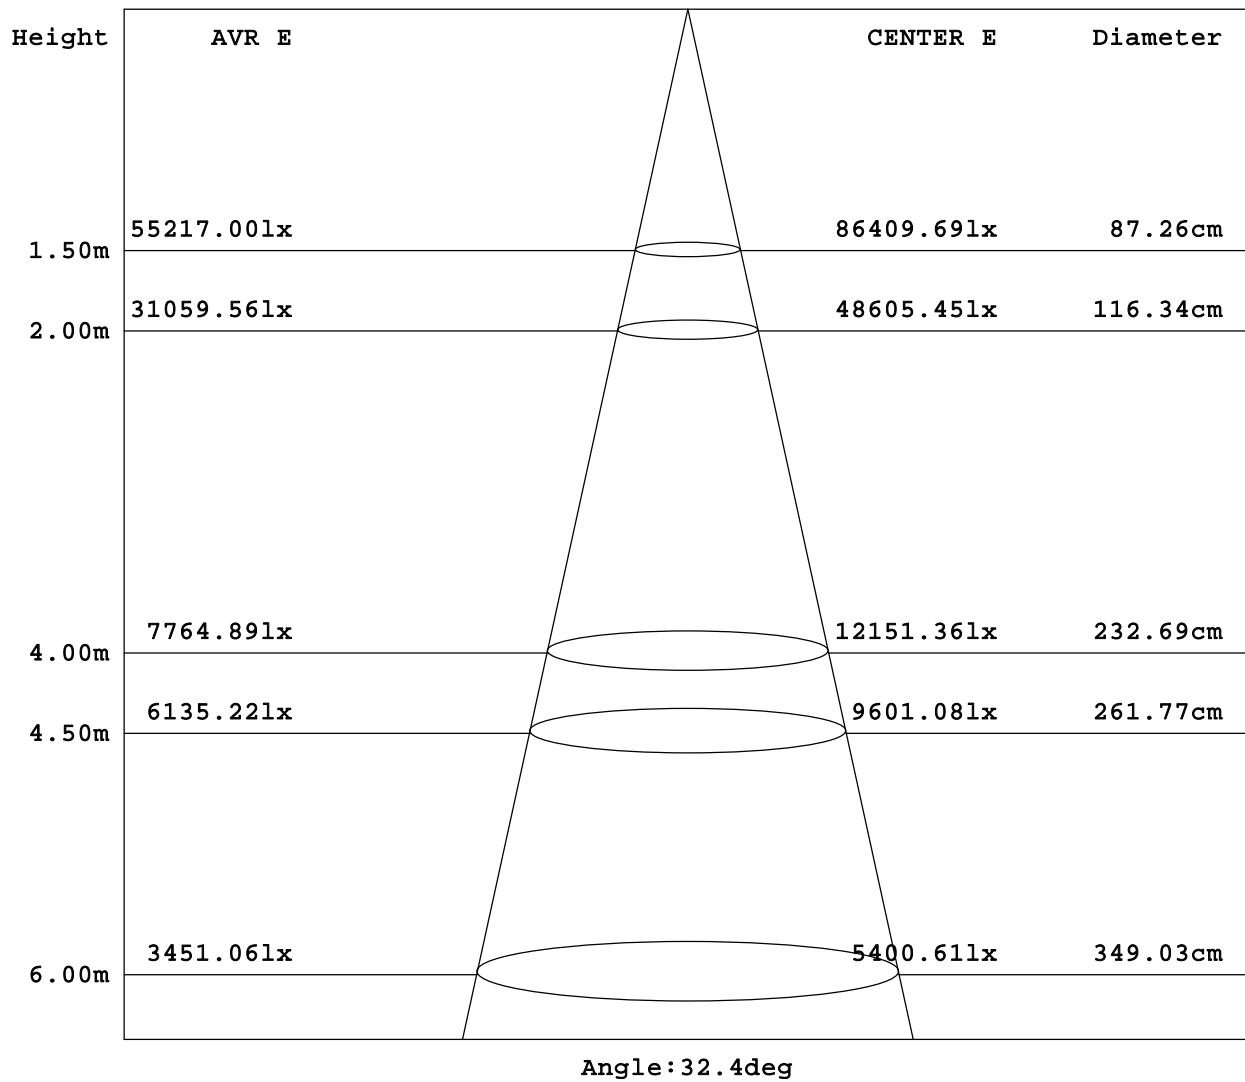 Height AVR E CENTER E Diameter
55217.00lx 86409.69lx 87.26cm
1.50m
31059.56lx 48605.45lx 116.34cm
2.00m
7764.89lx 12151.36lx 232.69cm
4.00m
6135.22lx 9601.08lx 261.77cm
4.50m
3451.06lx 5400.61lx 349.03cm
6.00m
Angle:32.4deg